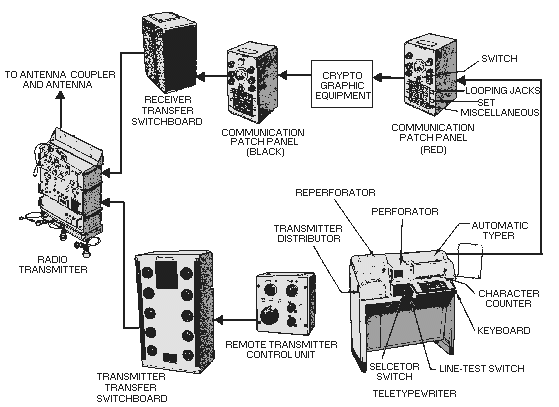 TO ANTENNA COUPLER
AND ANTENNA
RECEIVER
TRANSFER
SWITCHBOARD
COMMUNICATION
PATCH PANEL
(BLACK)
CRYPTO
GRAPHIC
EQUIPMENT
SWITCH
LOOPING JACKS
SET
MISCELLANEOUS
COMMUNICATION
PATCH PANEL
(RED)
RADIO
TRANSMITTER
TRANSMITTER
TRANSFER
SWITCHBOARD
REMOTE TRANSMITTER
CONTROL UNIT
REPERFORATOR
PERFORATOR
TRANSMITTER
DISTRIBUTOR
AUTOMATIC
TYPER
CHARACTER
COUNTER
KEYBOARD
SELCETOR
SWITCH
LINE-TEST SWITCH
TELETYPEWRITER